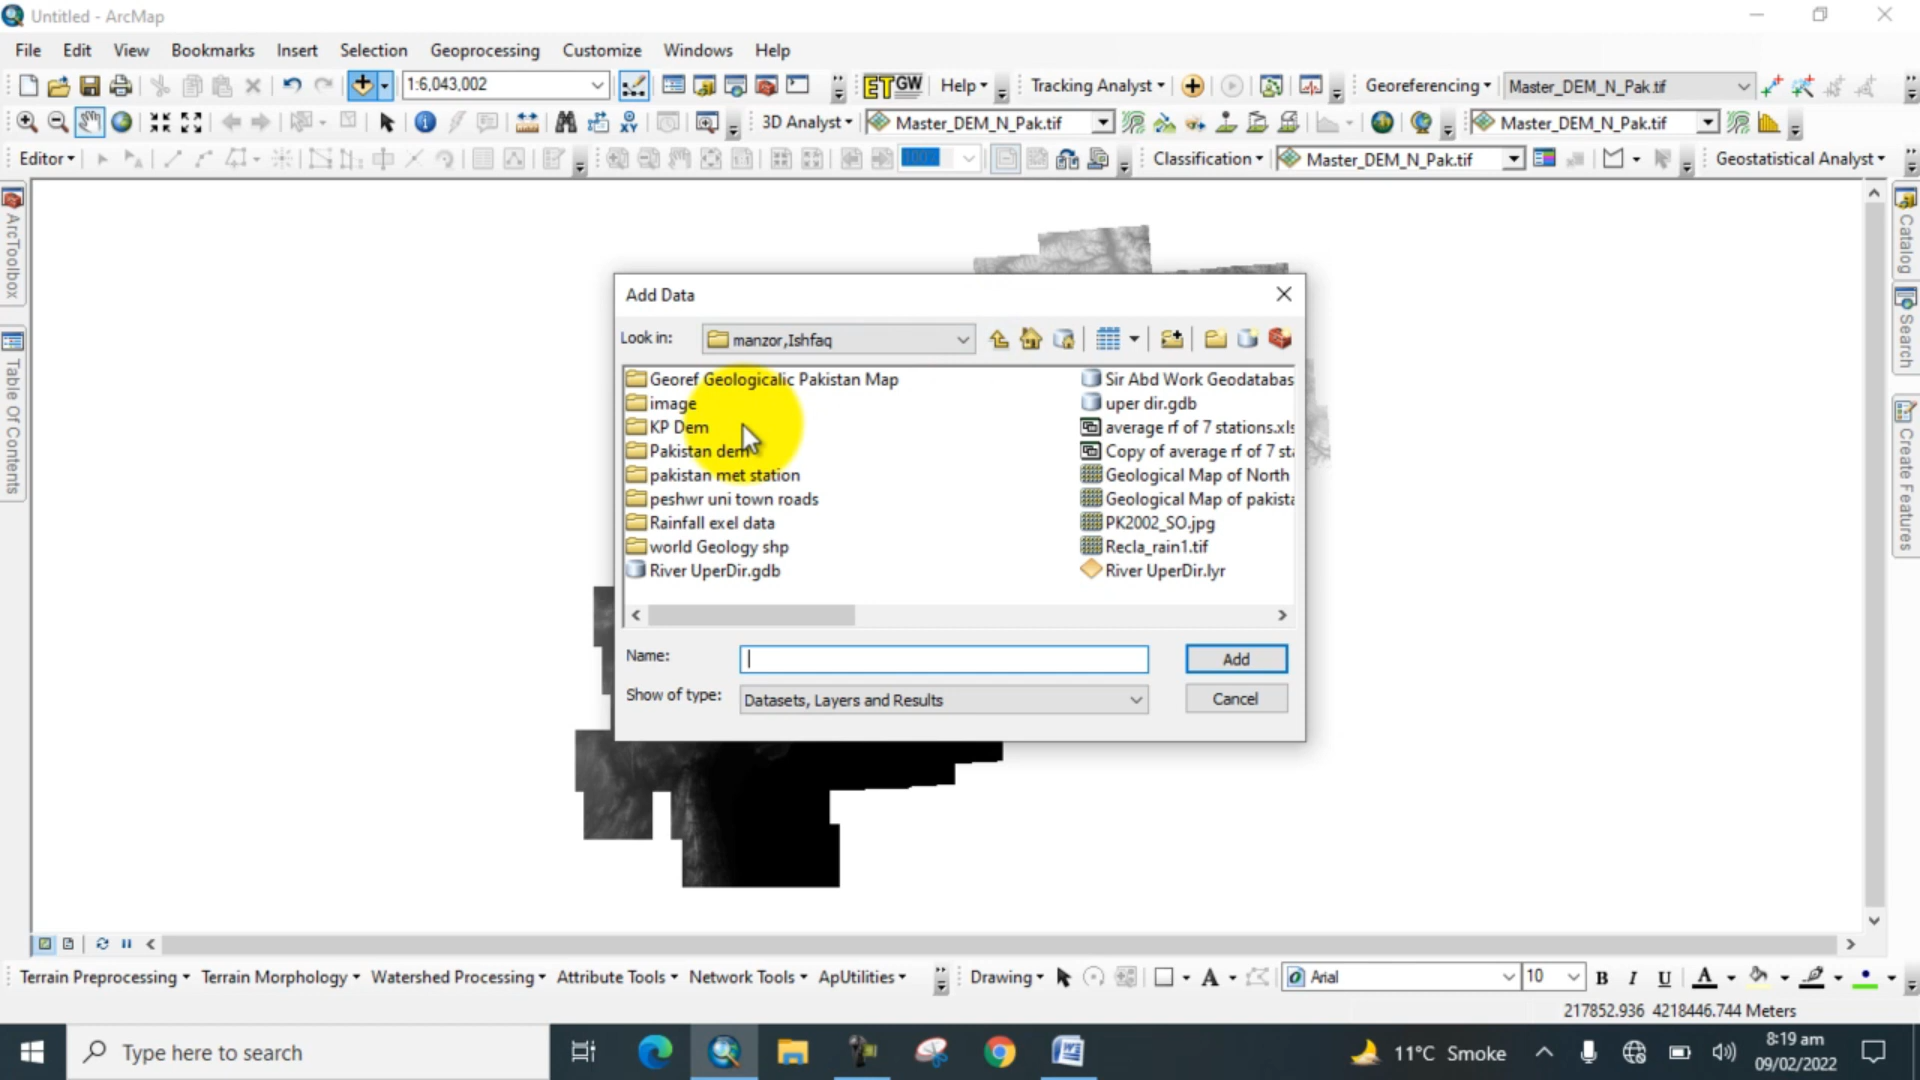 Untitled - ArcMap
File Edit View Bookmarks Insert Selection Geoprocessing Customize Windows Help
1:6,043,002 ET GW Help Tracking Analyst Georeferencing Master_DEM_N_Pak.tif
3D Analyst Master_DEM_N_Pak.tif Master_DEM_N_Pak.tif
Editor 100% Classification Master_DEM_N_Pak.tif Geostatistical Analyst
ArcToolbox
Table Of Contents
Catalog
Search
Create Features
Add Data
Look in: manzor,Ishfaq
Georef Geologicalic Pakistan Map
image
KP Dem
Pakistan dem
pakistan met station
peshwr uni town roads
Rainfall exel data
world Geology shp
River UperDir.gdb
Sir Abd Work Geodatabas
uper dir.gdb
average rf of 7 stations.xls
Copy of average rf of 7 sta
Geological Map of North
Geological Map of pakista
PK2002_SO.jpg
Recla_rain1.tif
River UperDir.lyr
Name: Add
Show of type: Datasets, Layers and Results Cancel
Terrain Preprocessing Terrain Morphology Watershed Processing Attribute Tools Network Tools ApUtilities Drawing A Arial 10 B I U A
217852.936 4218446.744 Meters
Type here to search 11°C Smoke 8:19 am
09/02/2022